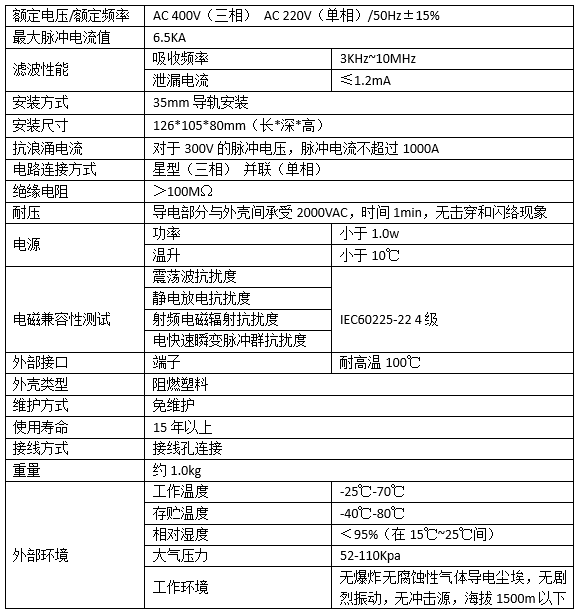 额定电压/额定频率 AC 400V（三相） AC 220V（单相）/50Hz±15%
最大脉冲电流值 6.5KA
滤波性能 吸收频率 3KHz~10MHz
泄漏电流 ≤1.2mA
安装方式 35mm 导轨安装
安装尺寸 126*105*80mm（长*深*高）
抗浪涌电流 对于 300V 的脉冲电压，脉冲电流不超过 1000A
电路连接方式 星型（三相） 并联（单相）
绝缘电阻 ＞100MΩ
耐压 导电部分与外壳间承受 2000VAC，时间 1min，无击穿和闪络现象
电源 功率 小于 1.0w
温升 小于 10℃
电磁兼容性测试 震荡波抗扰度 IEC60225-22 4 级
静电放电抗扰度
射频电磁辐射抗扰度
电快速瞬变脉冲群抗扰度
外部接口 端子 耐高温 100℃
外壳类型 阻燃塑料
维护方式 免维护
使用寿命 15 年以上
接线方式 接线孔连接
重量 约 1.0kg
外部环境 工作温度 -25℃-70℃
存贮温度 -40℃-80℃
相对湿度 ＜95%（在 15℃~25℃间）
大气压力 52-110Kpa
工作环境 无爆炸无腐蚀性气体导电尘埃，无剧
烈振动，无冲击源，海拔 1500m 以下